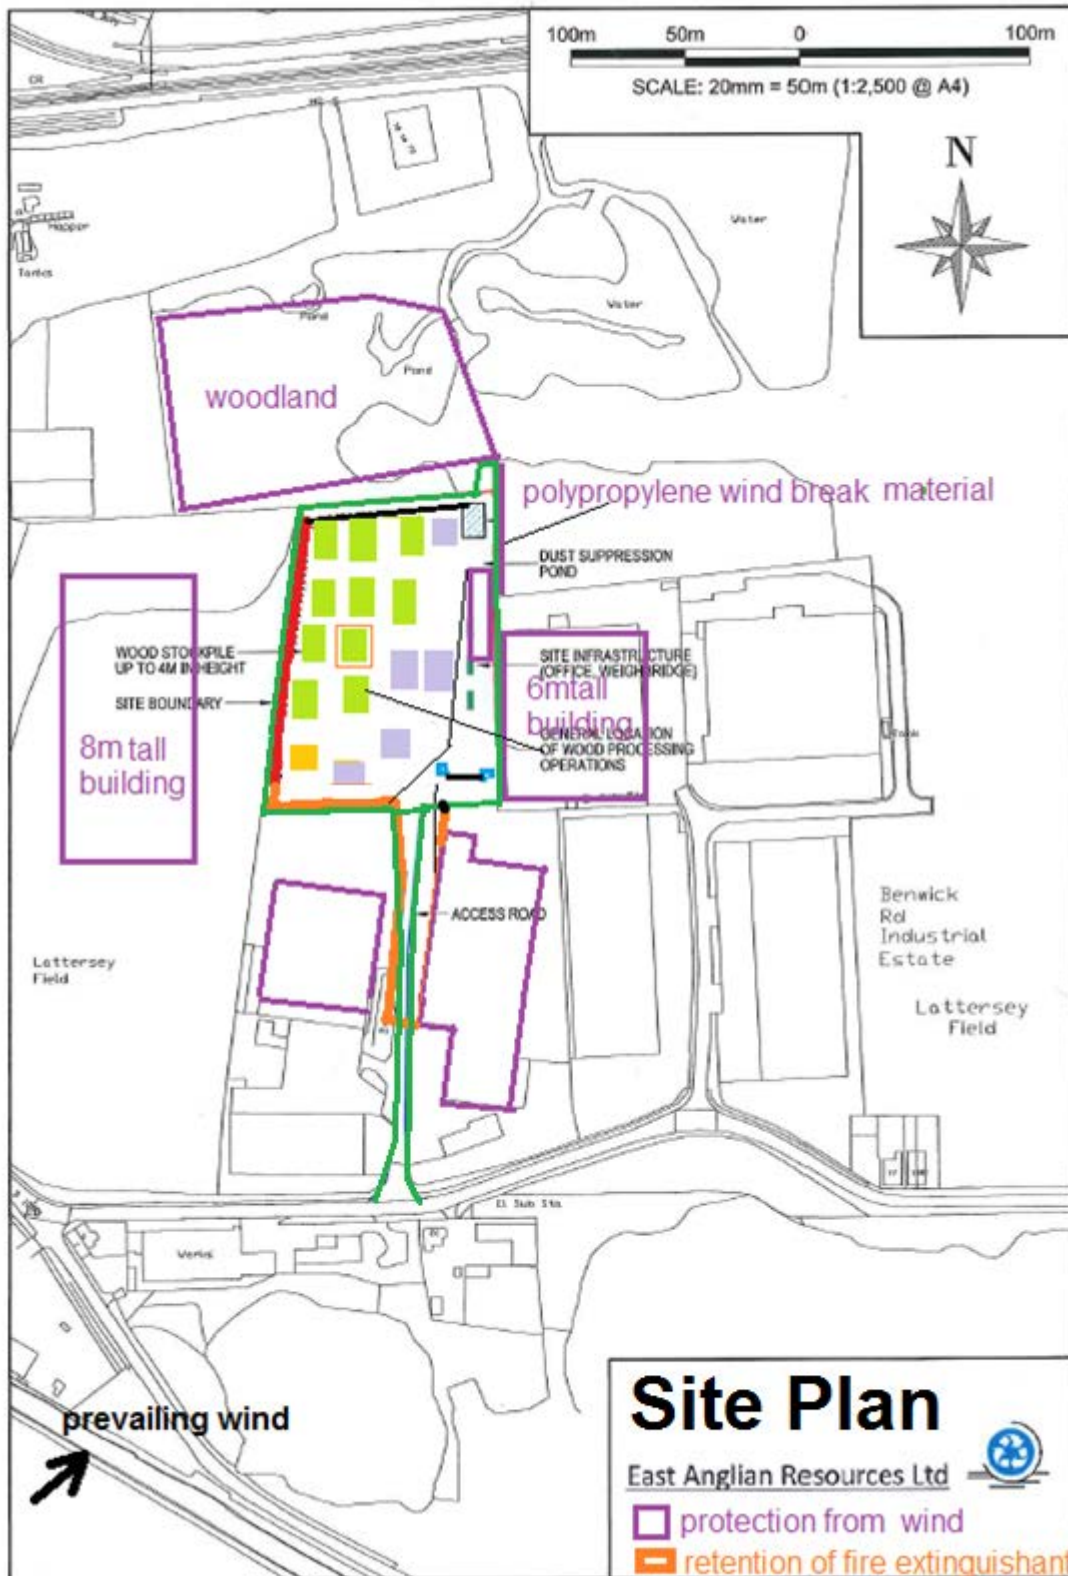 100m 50m 0 100m
SCALE: 20mm = 50m (1:2,500 @ A4)
N
Hopper
Tanks
Water
Water
Pond
Pond
woodland
polypropylene wind break material
DUST SUPPRESSION
POND
WOOD STOCKPILE
UP TO 4M IN HEIGHT
SITE BOUNDARY
8m tall
building
SITE INFRASTRUCTURE
(OFFICE, WEIGHBRIDGE)
6m tall
building
GENERAL LOCATION
OF WOOD PROCESSING
OPERATIONS
ACCESS ROAD
Lattersey
Field
Benwick
Rd
Industrial
Estate
Lattersey
Field
El Sub Sta
Works
prevailing wind
Site Plan
East Anglian Resources Ltd
protection from wind
retention of fire extinguishant